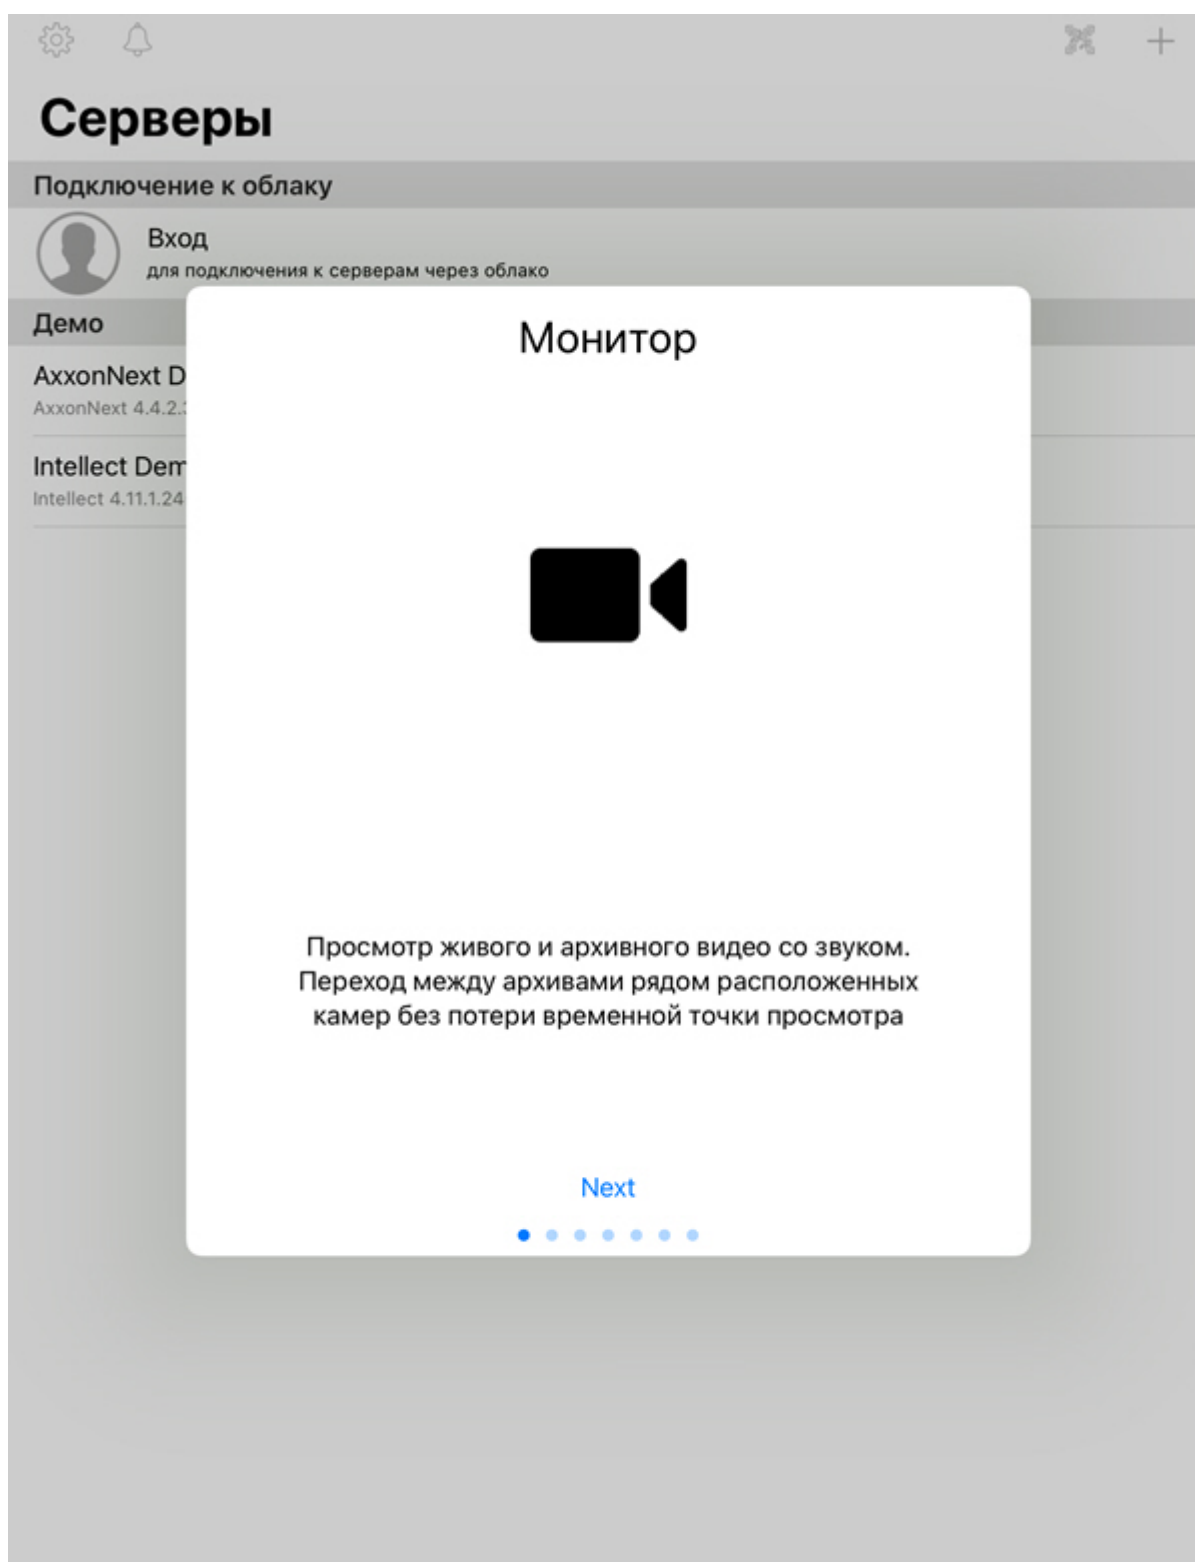 Серверы
Подключение к облаку
Вход
для подключения к серверам через облако
Демо
AxxonNext D
AxxonNext 4.4.2.
Intellect Dem
Intellect 4.11.1.24
Монитор
Просмотр живого и архивного видео со звуком.
Переход между архивами рядом расположенных
камер без потери временной точки просмотра
Next